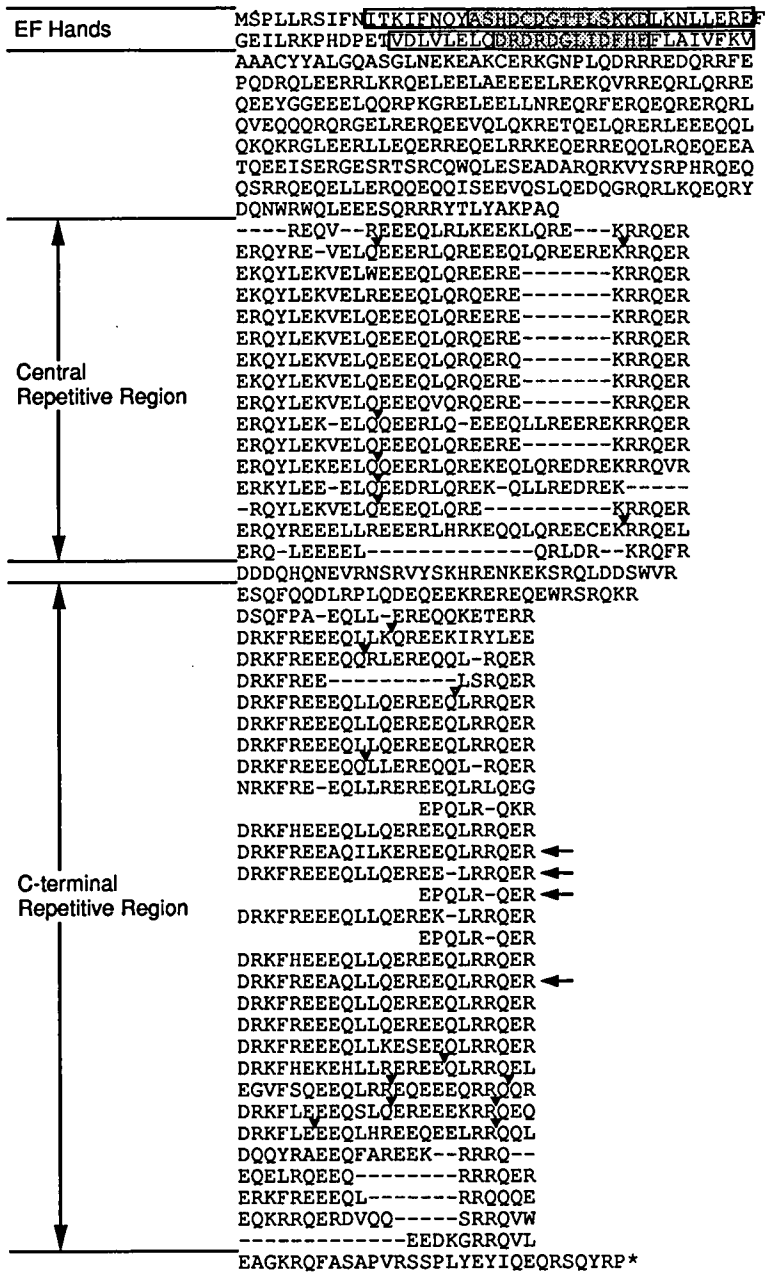 EF Hands
MSPLLRSIFNITKIFNQYASHDCDGTTLSKKDLKNLLEREF
GEILRKPHDPETVDLVLELQDRDRDGLIDFHEFLAIVFKV
AAACYYALGQASGLNEKEAKCERKGNPLQDRRREDQRRFE
PQDRQLEERRLKRQELEELAEEEELREKQVRREQRLQRRE
QEEYGGEEELQQRPKGRELEELLNREQRFERQERERQRL
QVEQQQRQRGELRERQEEVQLQKRETQELQRERLEEEQQL
QKQKRGLEERLLEQERREQELRRKEQERREQQLRQEQEEA
TQEEISERGESRTSRCQWQLESEADARQRKVYSRPHRQEQ
QSRRQEQELLERQQEQQISEEVQSLQEDQGRQRLKQEQRY
DQNWRWQLEEESQRRRYTLYAKPAQ
Central
Repetitive Region
----REQV--REEEQLRLKEEKLQRE---KRRQER
ERQYRE-VELQEEERLQREEEQLQREEREKRRQER
EKQYLEKVELWEEEQLQREERE-------KRRQER
EKQYLEKVELREEEQLQRQERE-------KRRQER
ERQYLEKVELQEEEQLQREERE-------KRRQER
ERQYLEKVELQEEEQLQRQERE-------KRRQER
EKQYLEKVELQEEEQLQRQERQ-------KRRQER
EKQYLEKVELQEEEQLQRQERE-------KRRQER
ERQYLEKVELQEEEQVQRQERE-------KRRQER
ERQYLEK-ELQQEERLQ-EEEQLLREEREKRRQER
ERQYLEKVELQEEEQLQREERE-------KRRQER
ERQYLEKEELQQEERLQREKEQLQREDREKRRQVR
ERKYLEE-ELQEEDRLQREK-QLLREDREK-----
-RQYLEKVELQEEEQLQRE----------KRRQER
ERQYREEELLREEERLHRKEQQLQREECEKRRQEL
ERQ-LEEEEL--------------QRLDR--KRQFR
DDDQHQNEVRNSRVYSKHRENKEKSRQLDDSWVR
C-terminal
Repetitive Region
ESQFQQDLRPLQDEQEEKREREQEWRSRQKR
DSQFPA-EQLL-EREQQKETERR
DRKFREEEQLLKQREEKIRYLEE
DRKFREEEQQRLEREQQL-RQER
DRKFREE----------LSRQER
DRKFREEEQLLQEREEQLRRQER
DRKFREEEQLLQEREEQLRRQER
DRKFREEEQLLQEREEQLRRQER
DRKFREEEQQLLEREQQL-RQER
NRKFRE-EQLLREREEQLRLQEG
EPQLR-QKR
DRKFHEEEQLLQEREEQLRRQER
DRKFREEAQILKEREEQLRRQER
DRKFREEEQLLQEREE-LRRQER
EPQLR-QER
DRKFREEEQLLQEREK-LRRQER
EPQLR-QER
DRKFHEEEQLLQEREEQLRRQER
DRKFREEAQLLQEREEQLRRQER
DRKFREEEQLLQEREEQLRRQER
DRKFREEEQLLQEREEQLRRQER
DRKFREEEQLLKESEEQLRRQER
DRKFHEKEHLLREREEQLRRQEL
EGVFSQEEQLRREQEEEQRRQQR
DRKFLEEEQSLQEREEEKRRQEQ
DRKFLEEEQLHREEQEELRRQQL
DQQYRAEEQFAREEK--RRRQ--
EQELRQEEQ--------RRRQER
ERKFREEEQL-------RRQQQE
EQKRRQERDVQQ-----SRRQVW
-------------EEDKGRRQVL
EAGKRQFASAPVRSSPLYEYIQEQRSQYRP*